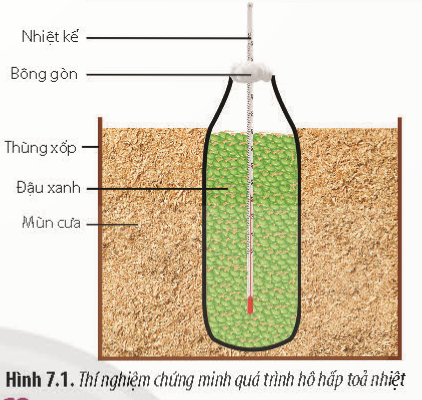 Nhiệt kế
Bông gòn
Thùng xốp
Đậu xanh
Mùn cưa
Hình 7.1. Thí nghiệm chứng minh quá trình hô hấp toả nhiệt